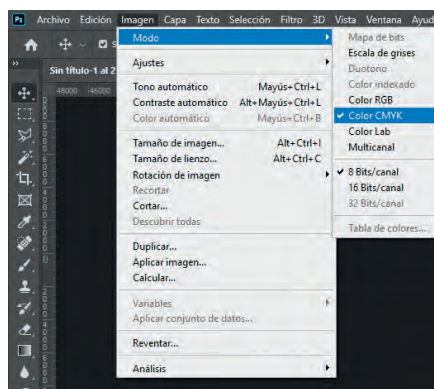 Ps Archivo Edición Imagen Capa Texto Selección Filtro 3D Vista Ventana Ayud
Modo
Ajustes
Tono automático Mayús+Ctrl+L
Contraste automático Alt+Mayús+Ctrl+L
Color automático Mayús+Ctrl+B
Tamaño de imagen... Alt+Ctrl+I
Tamaño de lienzo... Alt+Ctrl+C
Rotación de imagen
Recortar
Cortar...
Descubrir todas
Duplicar...
Aplicar imagen...
Calcular...
Variables
Aplicar conjunto de datos...
Reventar...
Análisis
Mapa de bits
Escala de grises
Duotono
Color indexado
Color RGB
Color CMYK
Color Lab
Multicanal
8 Bits/canal
16 Bits/canal
32 Bits/canal
Tabla de colores...
S
Sin título-1 al 2
48000 46000